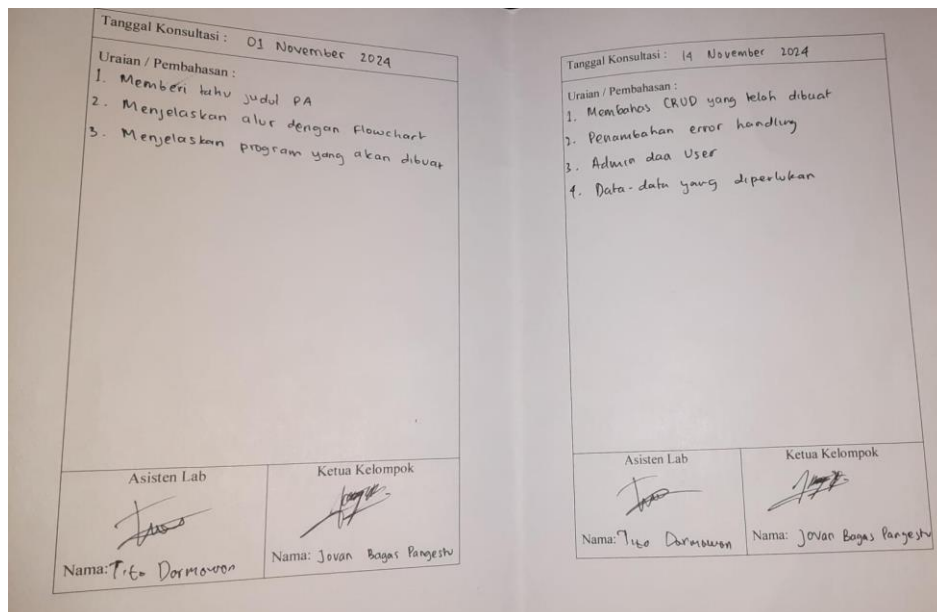 Tanggal Konsultasi : 01 November 2024
Uraian / Pembahasan :
1. Memberi tahu judul PA
2. Menjelaskan alur dengan Flowchart
3. Menjelaskan program yang akan dibuat
Asisten Lab
Ketua Kelompok
Nama: Tito Darmawan
Nama: Jovan Bagas Pangestu
Tanggal Konsultasi : 14 November 2024
Uraian / Pembahasan :
1. Membahas CRUD yang telah dibuat
2. Penambahan error handling
3. Admin dan User
4. Data-data yang diperlukan
Asisten Lab
Ketua Kelompok
Nama: Tito Darmawan
Nama: Jovan Bagas Pangestu